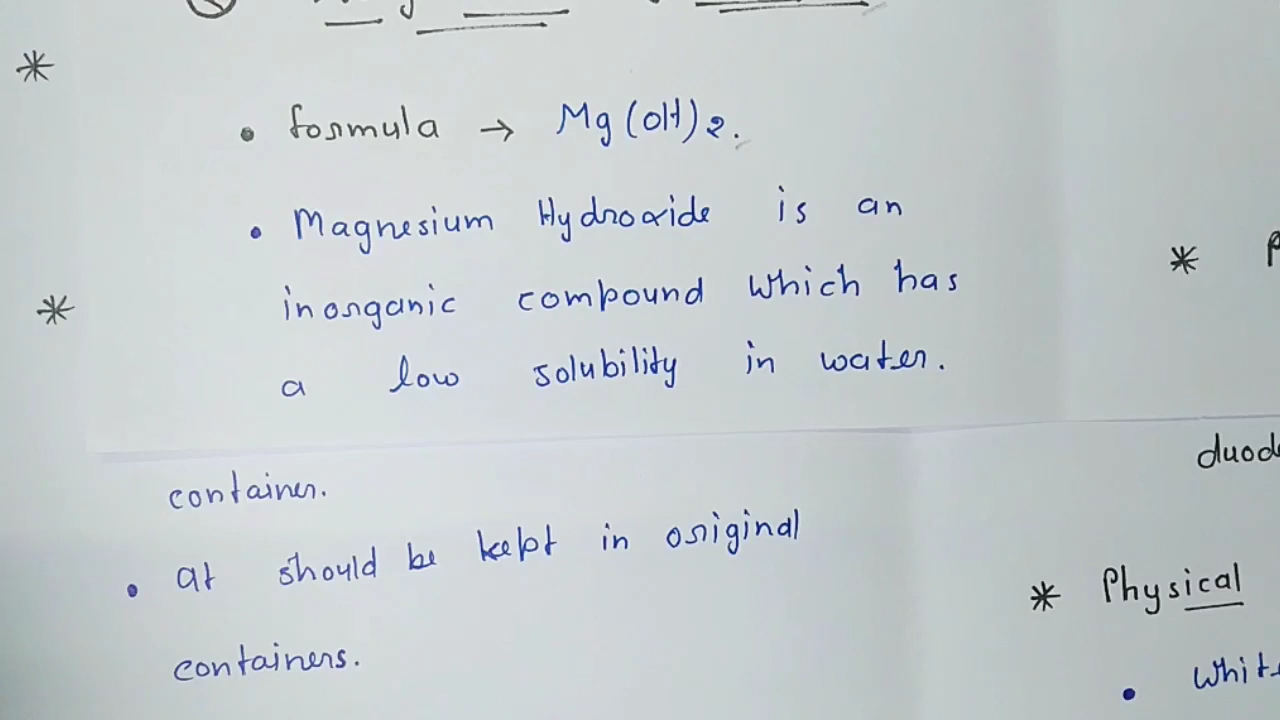 * 
• formula → Mg(OH)2.
• Magnesium Hydroxide is an
* inorganic compound which has
a low solubility in water.
container.
• at should be kept in original
containers.
*
duod
* Physical
• White